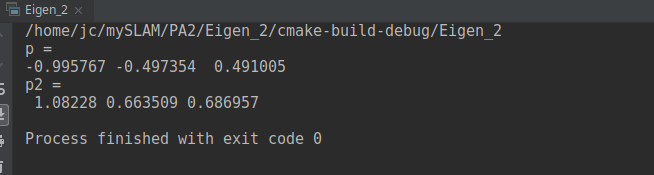 Eigen_2 ×
/home/jc/mySLAM/PA2/Eigen_2/cmake-build-debug/Eigen_2
p =
-0.995767 -0.497354  0.491005
p2 =
 1.08228 0.663509 0.686957
Process finished with exit code 0